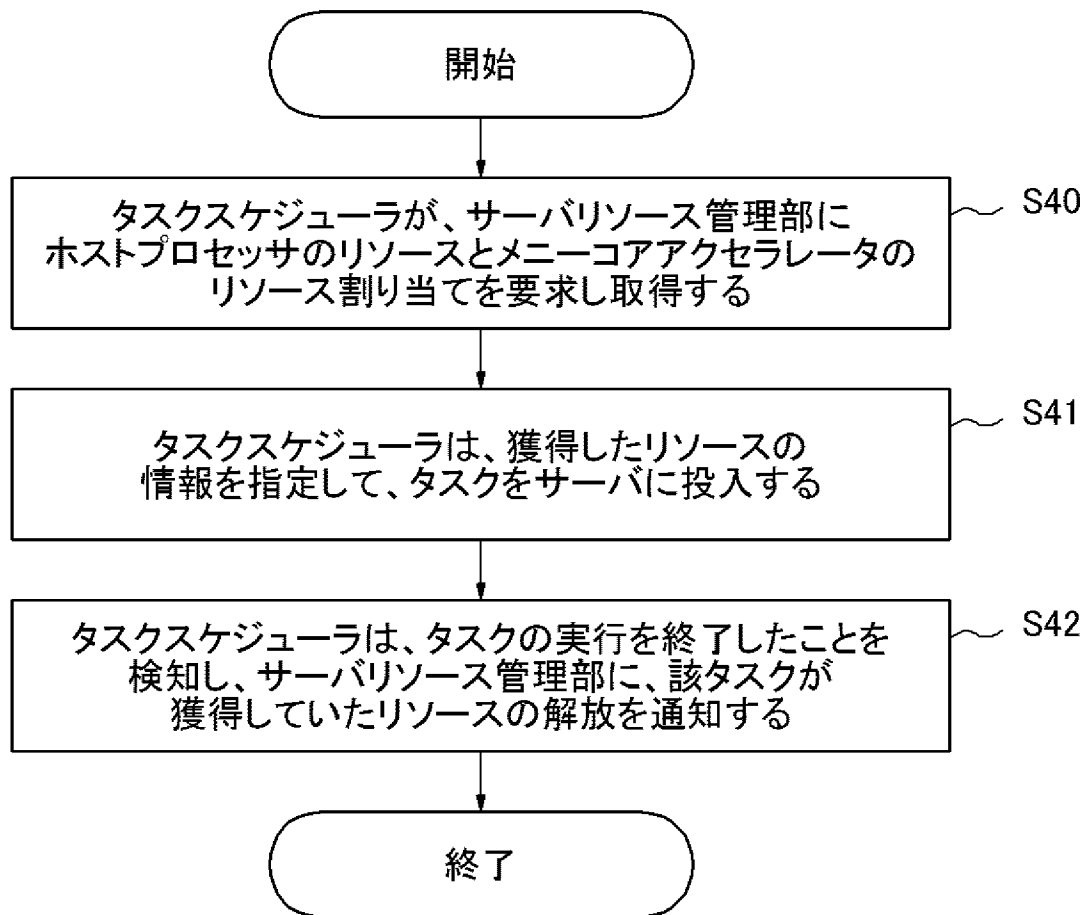 開始
タスクスケジューラが、サーバリソース管理部に
ホストプロセッサのリソースとメニーコアアクセラレータの
リソース割り当てを要求し取得する
S40
タスクスケジューラは、獲得したリソースの
情報を指定して、タスクをサーバに投入する
S41
タスクスケジューラは、タスクの実行を終了したことを
検知し、サーバリソース管理部に、該タスクが
獲得していたリソースの解放を通知する
S42
終了